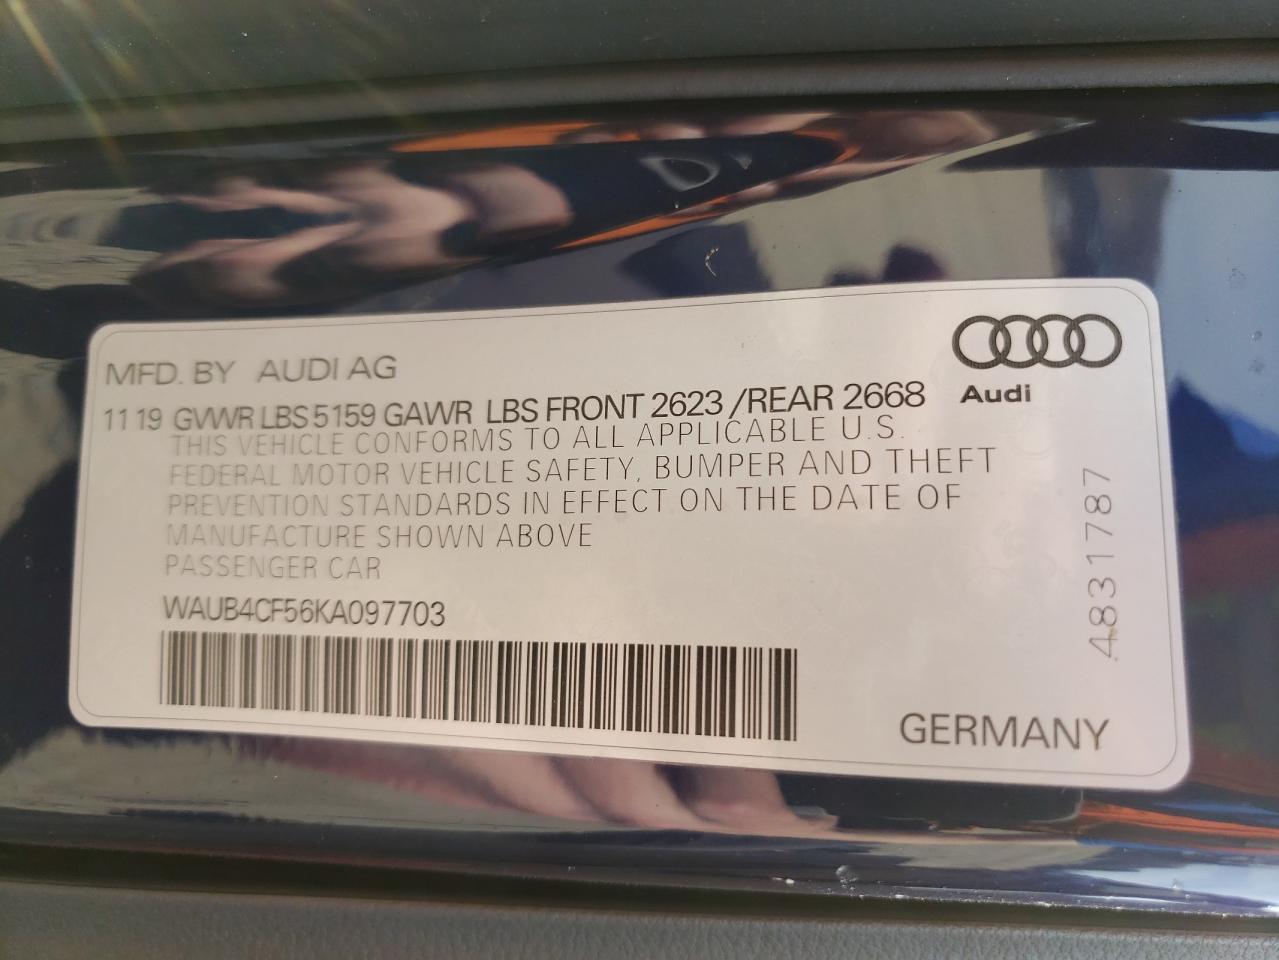 MFD. BY AUDI AG
11 19 GVWR LBS 5159 GAWR LBS FRONT 2623 /REAR 2668
Audi
THIS VEHICLE CONFORMS TO ALL APPLICABLE U.S.
FEDERAL MOTOR VEHICLE SAFETY, BUMPER AND THEFT
PREVENTION STANDARDS IN EFFECT ON THE DATE OF
MANUFACTURE SHOWN ABOVE
PASSENGER CAR
WAUB4CF56KA097703
4831787
GERMANY